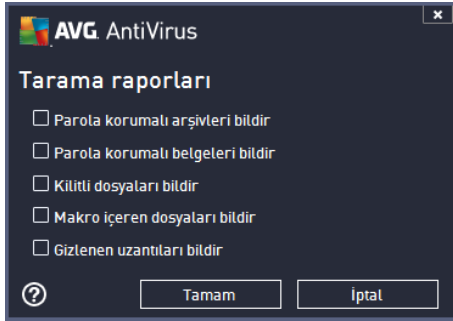 AVG AntiVirus
Tarama raporları
Parola korumalı arşivleri bildir
Parola korumalı belgeleri bildir
Kilitli dosyaları bildir
Makro içeren dosyaları bildir
Gizlenen uzantıları bildir
? Tamam İptal